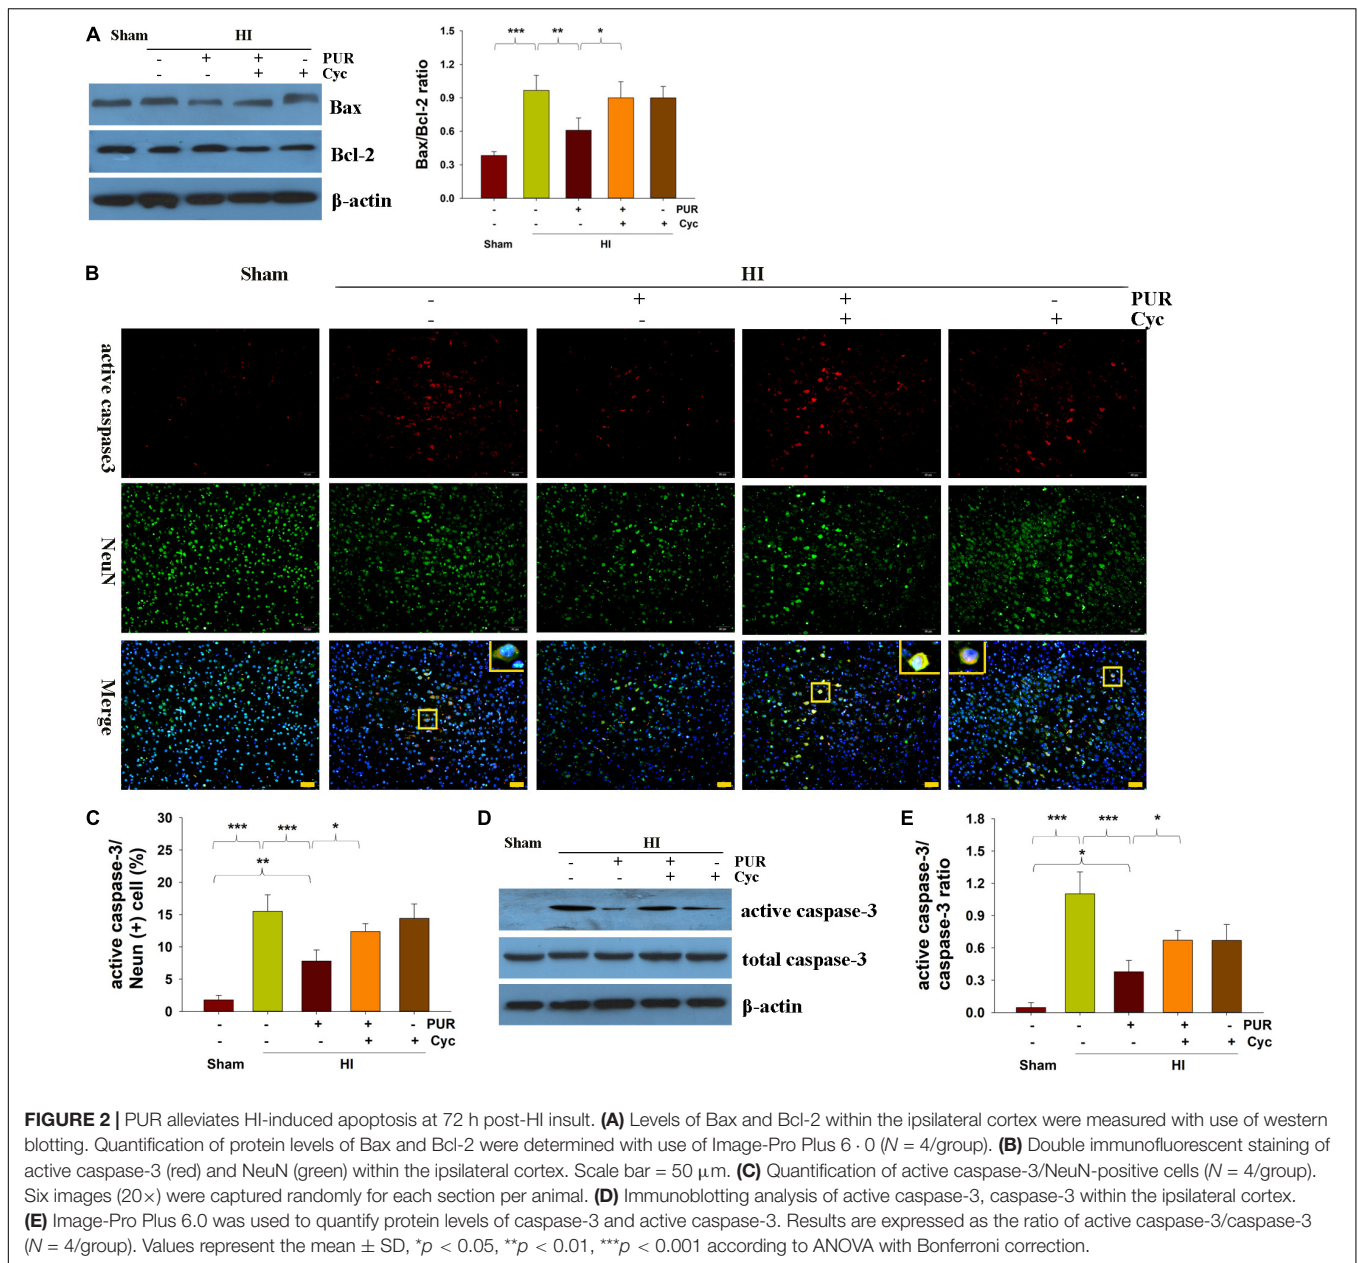 A
Sham HI
- + + - PUR
- - + + Cyc
Bax
Bcl-2
β-actin
Bax/Bcl-2 ratio
1.5
1.2
0.9
0.6
0.3
0.0
*** ** *
- - + + - PUR
- - - + + Cyc
Sham HI
B
Sham HI
- + + - PUR
- - + + Cyc
active caspase3
NeuN
Merge
C
active caspase-3/
Neun (+) cell (%)
30
25
20
15
10
5
0
*** *** *
**
- - + + - PUR
- - - + + Cyc
Sham HI
D
Sham HI
- + + - PUR
- - + + Cyc
active caspase-3
total caspase-3
β-actin
E
active caspase-3/
caspase-3 ratio
1.8
1.5
1.2
0.9
0.6
0.3
0.0
*** *** *
*
- - + + - PUR
- - - + + Cyc
Sham HI
FIGURE 2 | PUR alleviates HI-induced apoptosis at 72 h post-HI insult. (A) Levels of Bax and Bcl-2 within the ipsilateral cortex were measured with use of western
blotting. Quantification of protein levels of Bax and Bcl-2 were determined with use of Image-Pro Plus 6 · 0 (N = 4/group). (B) Double immunofluorescent staining of
active caspase-3 (red) and NeuN (green) within the ipsilateral cortex. Scale bar = 50 μm. (C) Quantification of active caspase-3/NeuN-positive cells (N = 4/group).
Six images (20×) were captured randomly for each section per animal. (D) Immunoblotting analysis of active caspase-3, caspase-3 within the ipsilateral cortex.
(E) Image-Pro Plus 6.0 was used to quantify protein levels of caspase-3 and active caspase-3. Results are expressed as the ratio of active caspase-3/caspase-3
(N = 4/group). Values represent the mean ± SD, *p < 0.05, **p < 0.01, ***p < 0.001 according to ANOVA with Bonferroni correction.